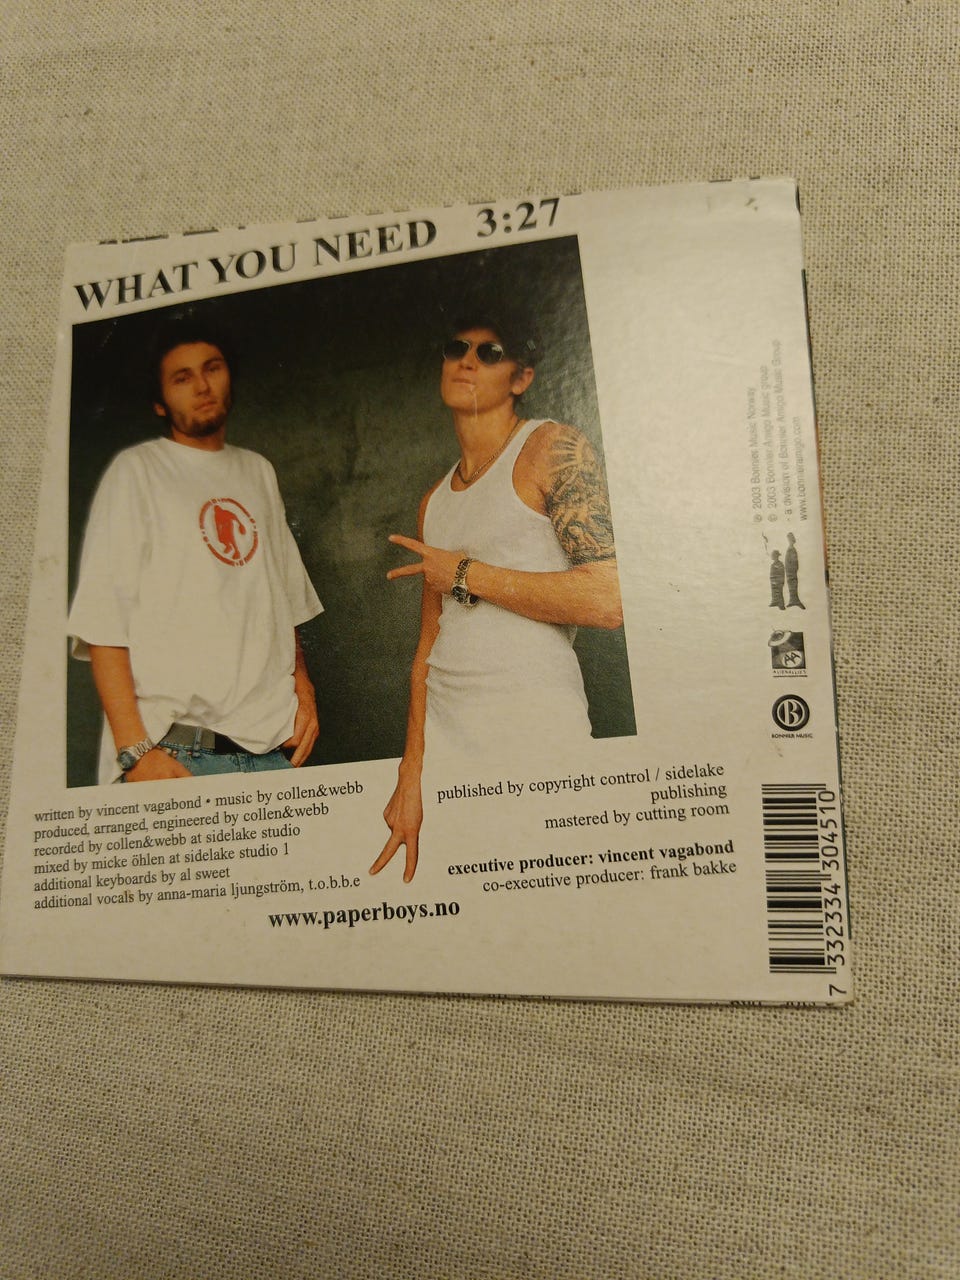 WHAT YOU NEED 3:27
written by vincent vagabond • music by collen&webb
produced, arranged, engineered by collen&webb
recorded by collen&webb at sidelake studio
mixed by micke öhlen at sidelake studio 1
additional keyboards by al sweet
additional vocals by anna-maria ljungström, t.o.b.b.e
published by copyright control / sidelake
publishing
mastered by cutting room
executive producer: vincent vagabond
co-executive producer: frank bakke
www.paperboys.no
℗ 2003 Bonnier Music Norway
© 2003 Bonnier Amigo Music group
- a division of Bonnier Amigo Music Group
www.bonnieramigo.com
AA
ALIENALLIES
B
BONNIER MUSIC
7 332334 304510